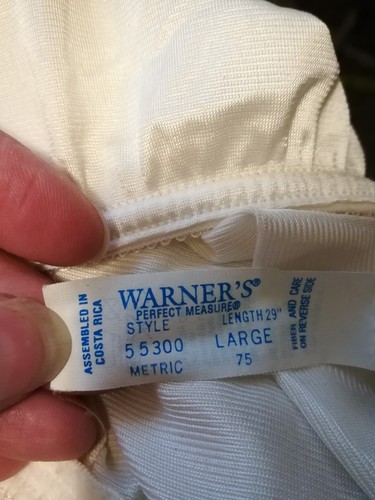 ASSEMBLED IN
COSTA RICA
WARNER'S®
PERFECT MEASURE®
STYLE LENGTH 29"
55300 LARGE
METRIC 75
FIBER AND CARE
ON REVERSE SIDE